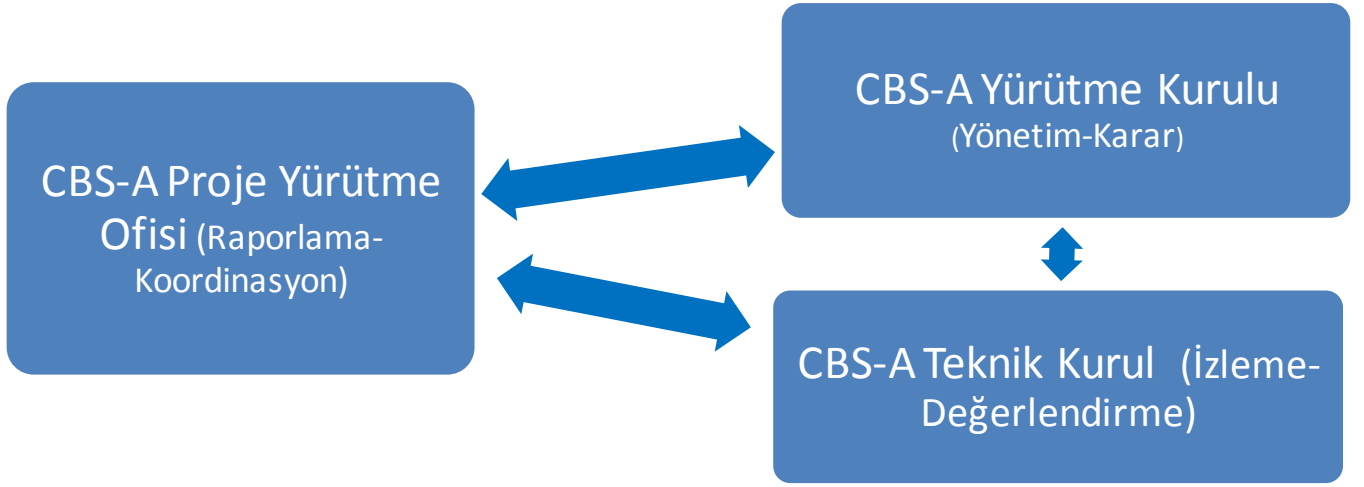 CBS-A Proje Yürütme
Ofisi (Raporlama-
Koordinasyon)
CBS-A Yürütme Kurulu
(Yönetim-Karar)
CBS-A Teknik Kurul (İzleme-
Değerlendirme)